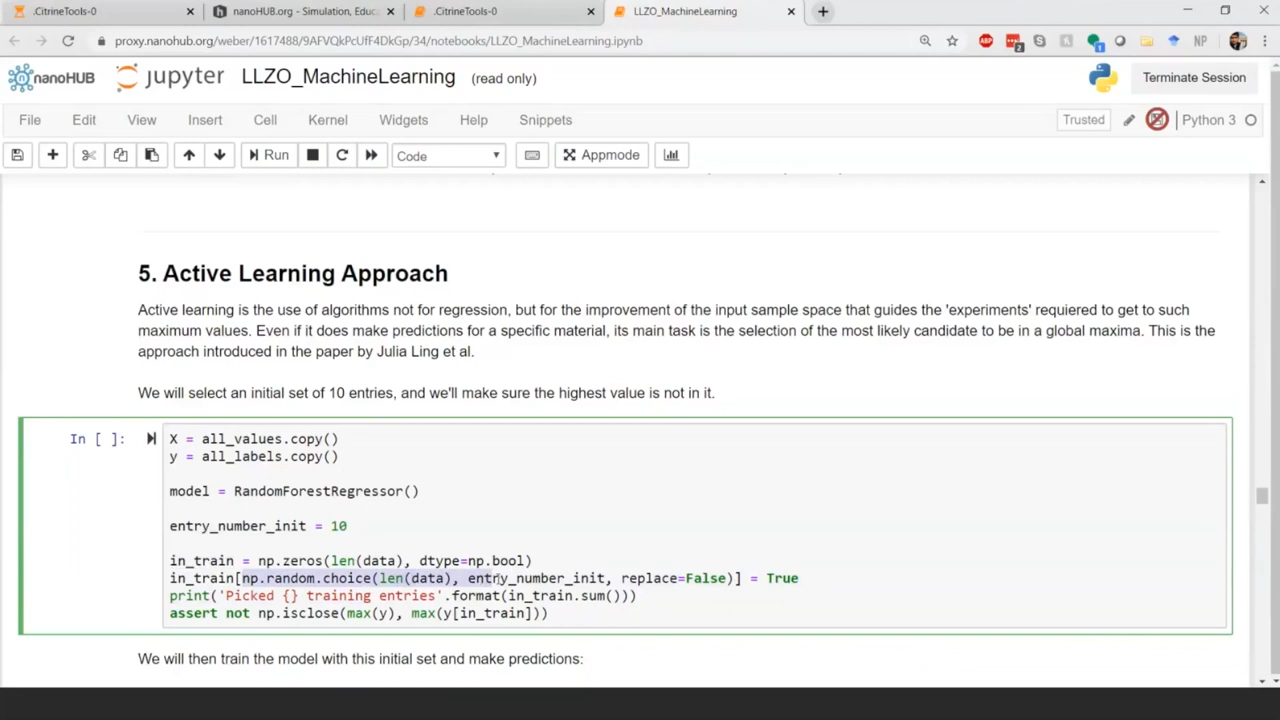 .CitrineTools-0
nanoHUB.org - Simulation, Educ
.CitrineTools-0
LLZO_MachineLearning
proxy.nanohub.org/weber/1617488/9AFVQkPcUfF4DkGp/34/notebooks/LLZO_MachineLearning.ipynb
ABP
2
1
NP
nanoHUB
jupyter
LLZO_MachineLearning
(read only)
Terminate Session
File
Edit
View
Insert
Cell
Kernel
Widgets
Help
Snippets
Trusted
Python 3
Run
Code
Appmode
5. Active Learning Approach
Active learning is the use of algorithms not for regression, but for the improvement of the input sample space that guides the 'experiments' requiered to get to such
maximum values. Even if it does make predictions for a specific material, its main task is the selection of the most likely candidate to be in a global maxima. This is the
approach introduced in the paper by Julia Ling et al.
We will select an initial set of 10 entries, and we'll make sure the highest value is not in it.
In [ ]:
X = all_values.copy()
y = all_labels.copy()
model = RandomForestRegressor()
entry_number_init = 10
in_train = np.zeros(len(data), dtype=np.bool)
in_train[np.random.choice(len(data), entry_number_init, replace=False)] = True
print('Picked {} training entries'.format(in_train.sum()))
assert not np.isclose(max(y), max(y[in_train]))
We will then train the model with this initial set and make predictions: